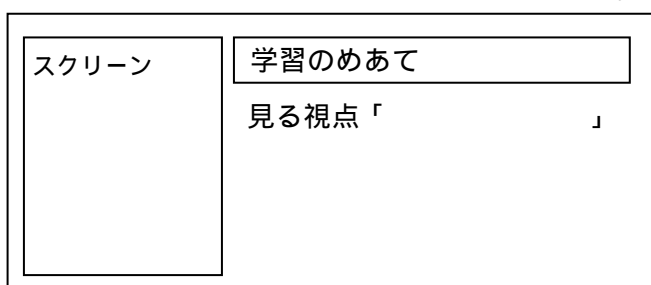 スクリーン
学習のめあて
見る視点「　　　　　　　」